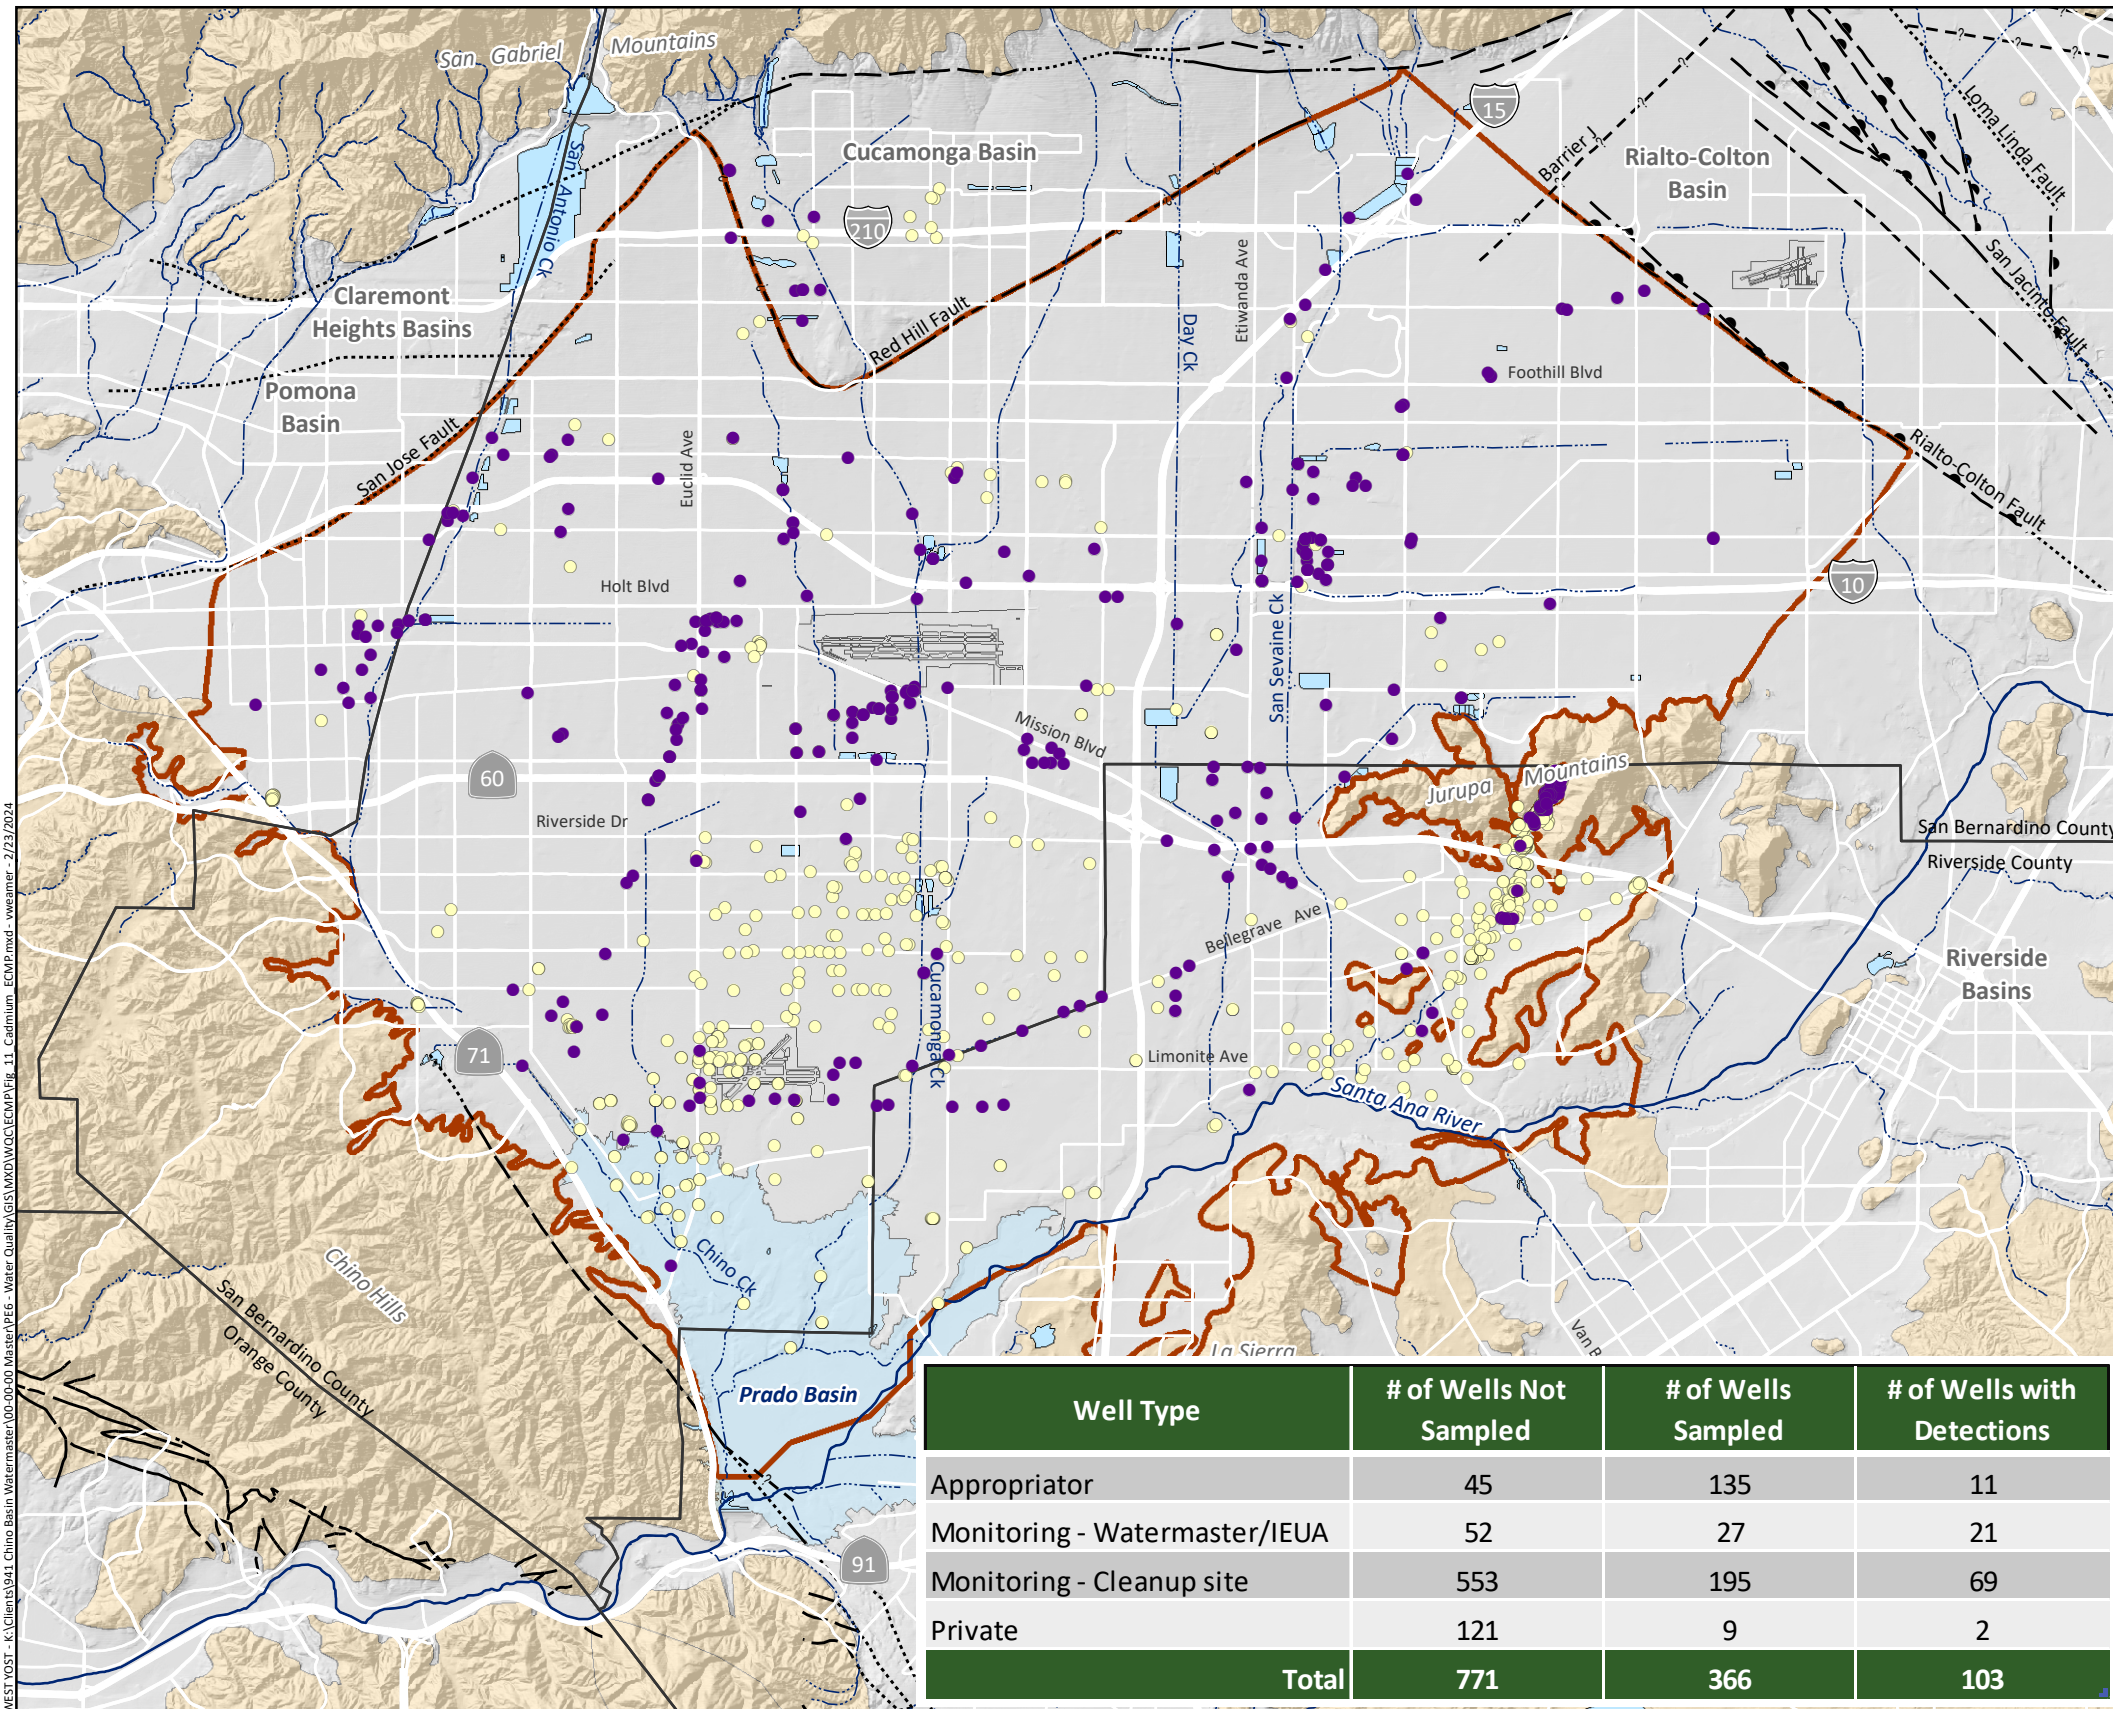 San Gabriel Mountains
15
Loma Linda Fault
Barrier J
?
?
?
?
?
?
San Antonio Ck
Cucamonga Basin
Rialto-Colton
Basin
210
San Jacinto Fault
Etiwanda Ave
Claremont
Heights Basins
Day Ck
Red Hill Fault
Foothill Blvd
Pomona
Basin
San Jose Fault
Euclid Ave
Rialto-Colton Fault
Holt Blvd
10
San Sevaine Ck
Mission Blvd
60
Jurupa Mountains
Riverside Dr
San Bernardino County
Riverside County
Bellegrave Ave
Riverside
Basins
Cucamonga Ck
71
Limonite Ave
Santa Ana River
Chino Ck
Chino Hills
San Bernardino County
Orange County
Van B
La Sierra
Prado Basin
?
91
WEST YOST - K:\Clients\941 Chino Basin Watermaster\00-00-00 Master\PE6 - Water Quality\GIS\MXD\WQC\ECMP\Fig_11_Cadmium_ECMP.mxd - vweamer - 2/23/2024
Well Type # of Wells Not Sampled # of Wells Sampled # of Wells with Detections
Appropriator 45 135 11
Monitoring - Watermaster/IEUA 52 27 21
Monitoring - Cleanup site 553 195 69
Private 121 9 2
Total 771 366 103